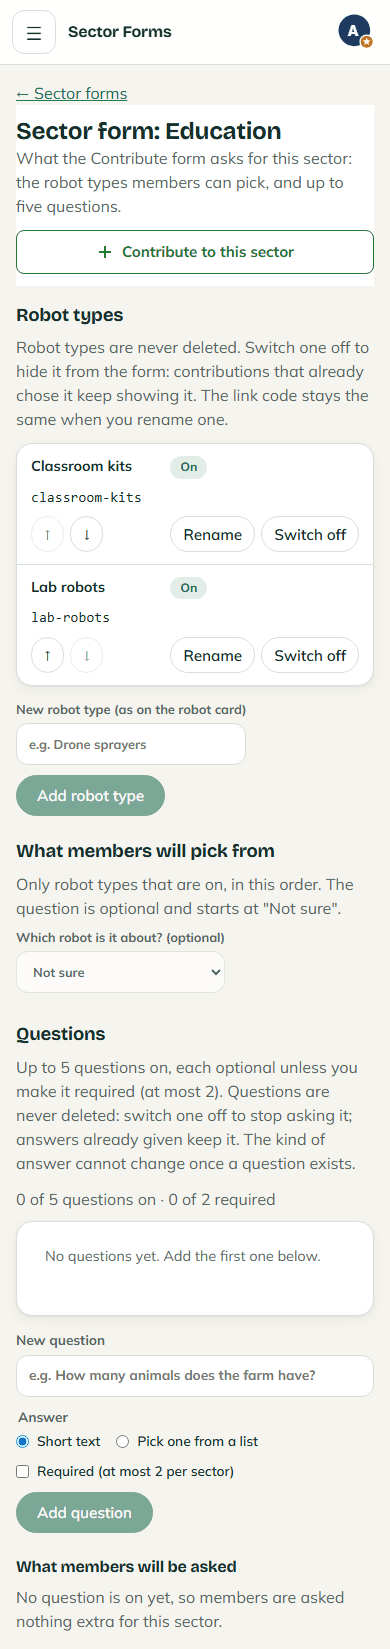 ☰ Sector Forms A
← Sector forms
Sector form: Education
What the Contribute form asks for this sector:
the robot types members can pick, and up to
five questions.
+ Contribute to this sector
Robot types
Robot types are never deleted. Switch one off to
hide it from the form: contributions that already
chose it keep showing it. The link code stays the
same when you rename one.
Classroom kits On
classroom-kits
↑ ↓ Rename Switch off
Lab robots On
lab-robots
↑ ↓ Rename Switch off
New robot type (as on the robot card)
e.g. Drone sprayers
Add robot type
What members will pick from
Only robot types that are on, in this order. The
question is optional and starts at "Not sure".
Which robot is it about? (optional)
Not sure
Questions
Up to 5 questions on, each optional unless you
make it required (at most 2). Questions are
never deleted: switch one off to stop asking it;
answers already given keep it. The kind of
answer cannot change once a question exists.
0 of 5 questions on · 0 of 2 required
No questions yet. Add the first one below.
New question
e.g. How many animals does the farm have?
Answer
Short text Pick one from a list
Required (at most 2 per sector)
Add question
What members will be asked
No question is on yet, so members are asked
nothing extra for this sector.